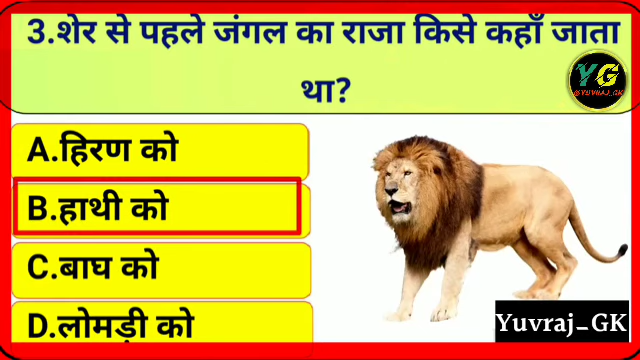 3.शेर से पहले जंगल का राजा किसे कहाँ जाता
था?
YG
@YUVRAJ_GK
A.हिरण को
B.हाथी को
C.बाघ को
D.लोमड़ी को
Yuvraj_GK